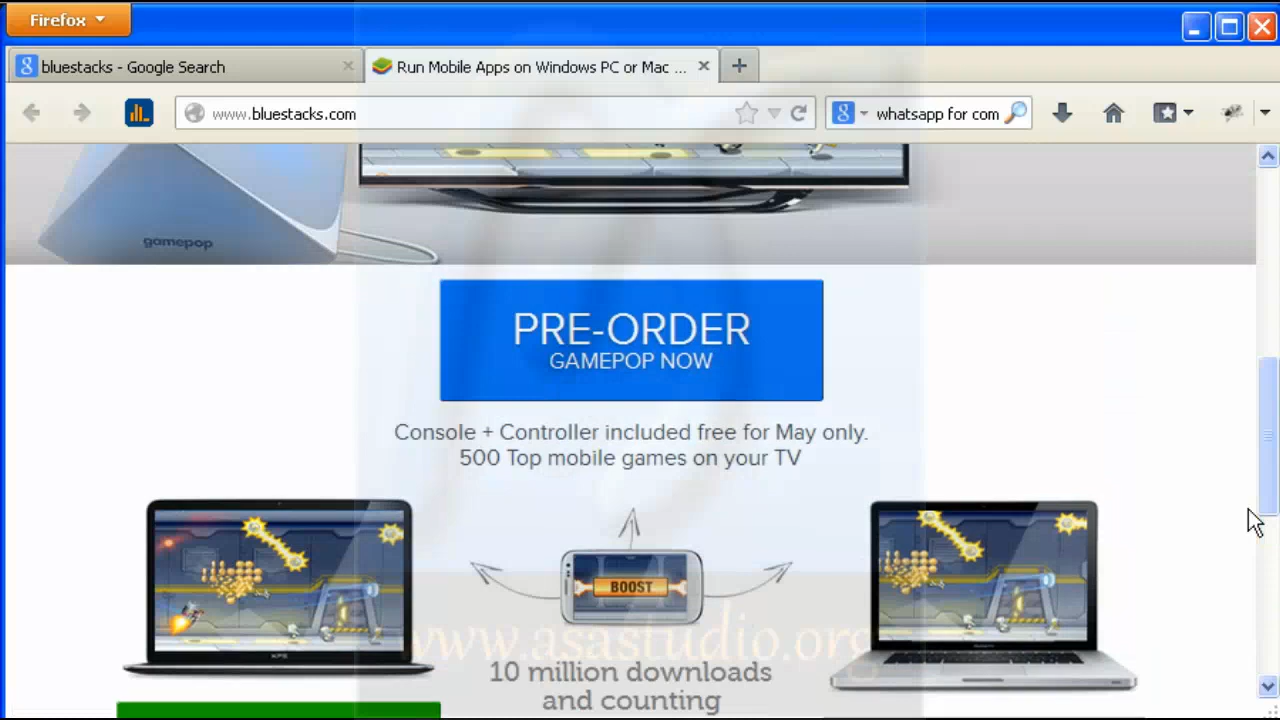 Firefox
bluestacks - Google Search
Run Mobile Apps on Windows PC or Mac ...
www.bluestacks.com
whatsapp for com
gamepop
PRE-ORDER
GAMEPOP NOW
Console + Controller included free for May only.
500 Top mobile games on your TV
BOOST
XPS
www.asastudio.org
10 million downloads
and counting